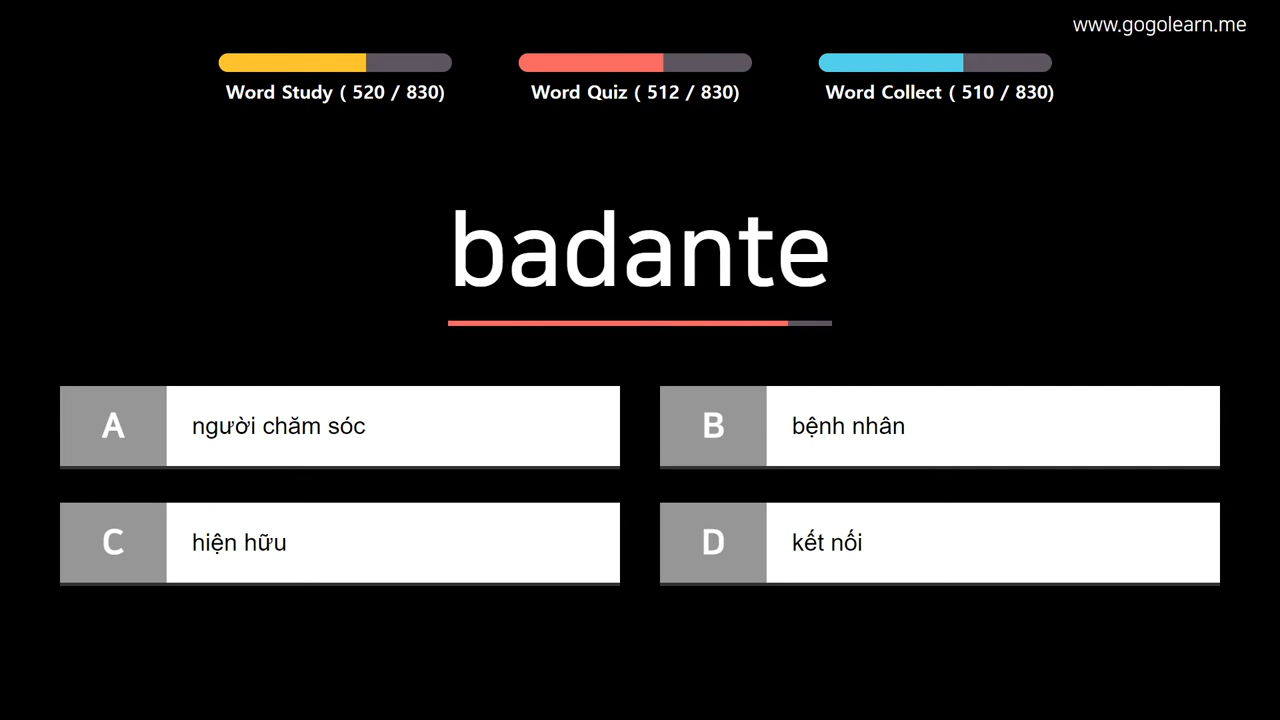 www.gogolearn.me
Word Study ( 520 / 830)
Word Quiz ( 512 / 830)
Word Collect ( 510 / 830)
badante
A người chăm sóc
B bệnh nhân
C hiện hữu
D kết nối